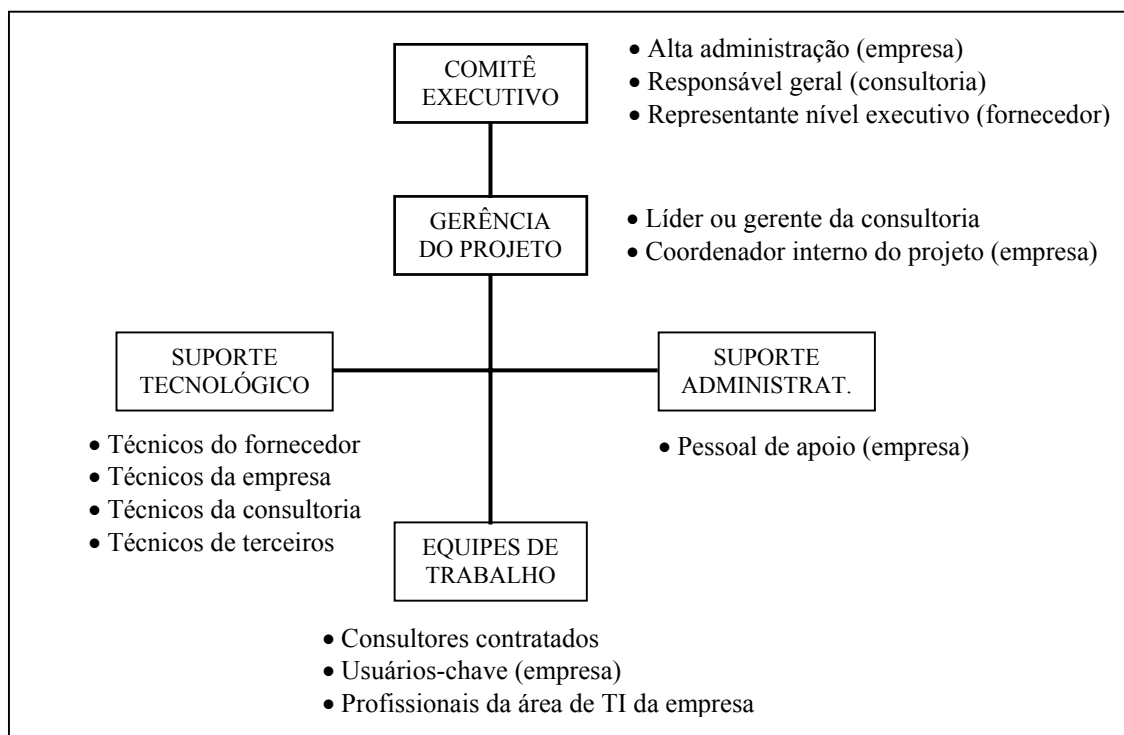 COMITÊ
EXECUTIVO
• Alta administração (empresa)
• Responsável geral (consultoria)
• Representante nível executivo (fornecedor)
GERÊNCIA
DO PROJETO
• Líder ou gerente da consultoria
• Coordenador interno do projeto (empresa)
SUPORTE
TECNOLÓGICO
SUPORTE
ADMINISTRAT.
• Técnicos do fornecedor
• Técnicos da empresa
• Técnicos da consultoria
• Técnicos de terceiros
• Pessoal de apoio (empresa)
EQUIPES DE
TRABALHO
• Consultores contratados
• Usuários-chave (empresa)
• Profissionais da área de TI da empresa